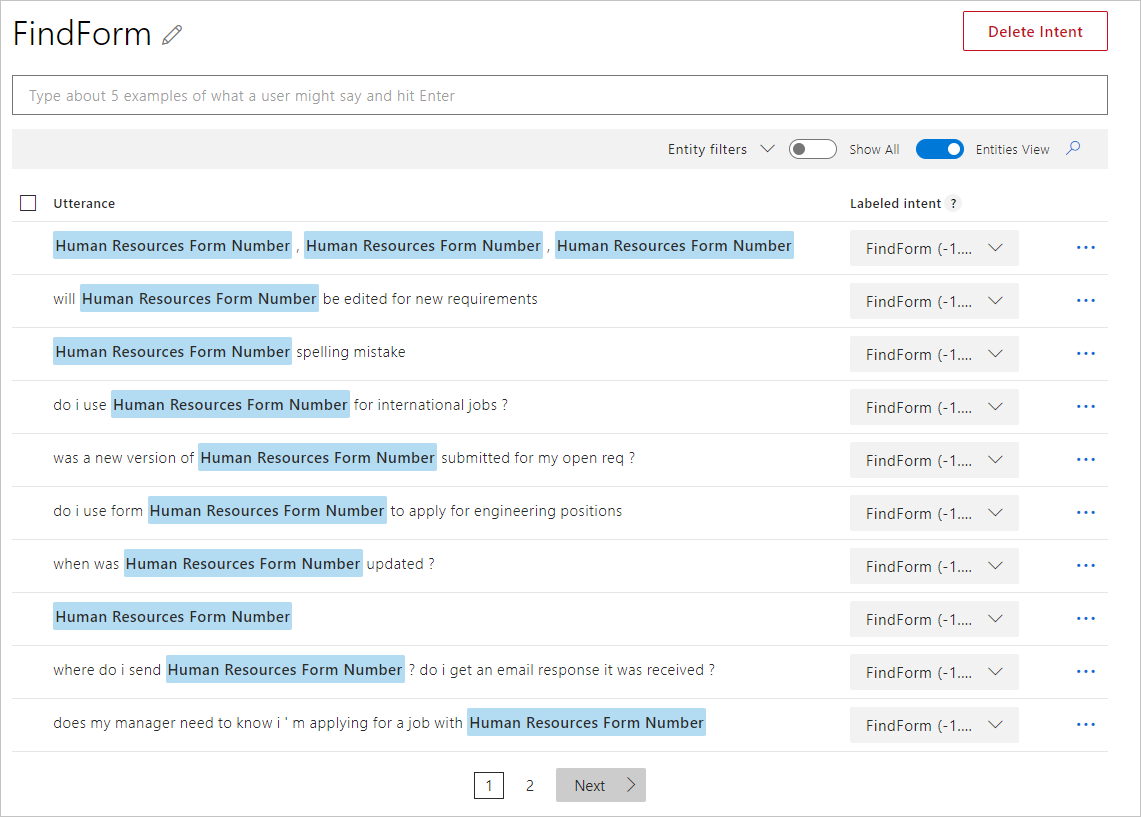 FindForm
Delete Intent
Type about 5 examples of what a user might say and hit Enter
Entity filters Show All Entities View
Utterance Labeled intent ?
Human Resources Form Number , Human Resources Form Number , Human Resources Form Number FindForm (-1.... ...
will Human Resources Form Number be edited for new requirements FindForm (-1.... ...
Human Resources Form Number spelling mistake FindForm (-1.... ...
do i use Human Resources Form Number for international jobs ? FindForm (-1.... ...
was a new version of Human Resources Form Number submitted for my open req ? FindForm (-1.... ...
do i use form Human Resources Form Number to apply for engineering positions FindForm (-1.... ...
when was Human Resources Form Number updated ? FindForm (-1.... ...
Human Resources Form Number FindForm (-1.... ...
where do i send Human Resources Form Number ? do i get an email response it was received ? FindForm (-1.... ...
does my manager need to know i ' m applying for a job with Human Resources Form Number FindForm (-1.... ...
1 2 Next